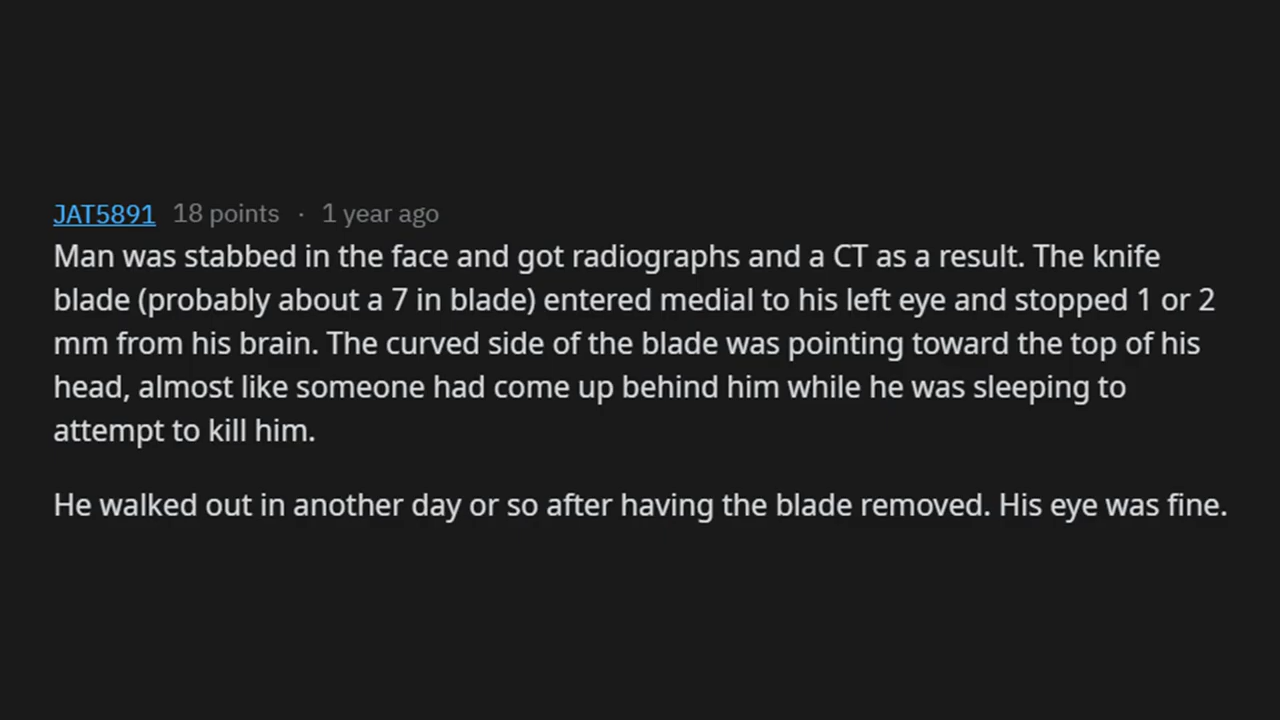 JAT5891 18 points · 1 year ago
Man was stabbed in the face and got radiographs and a CT as a result. The knife
blade (probably about a 7 in blade) entered medial to his left eye and stopped 1 or 2
mm from his brain. The curved side of the blade was pointing toward the top of his
head, almost like someone had come up behind him while he was sleeping to
attempt to kill him.
He walked out in another day or so after having the blade removed. His eye was fine.